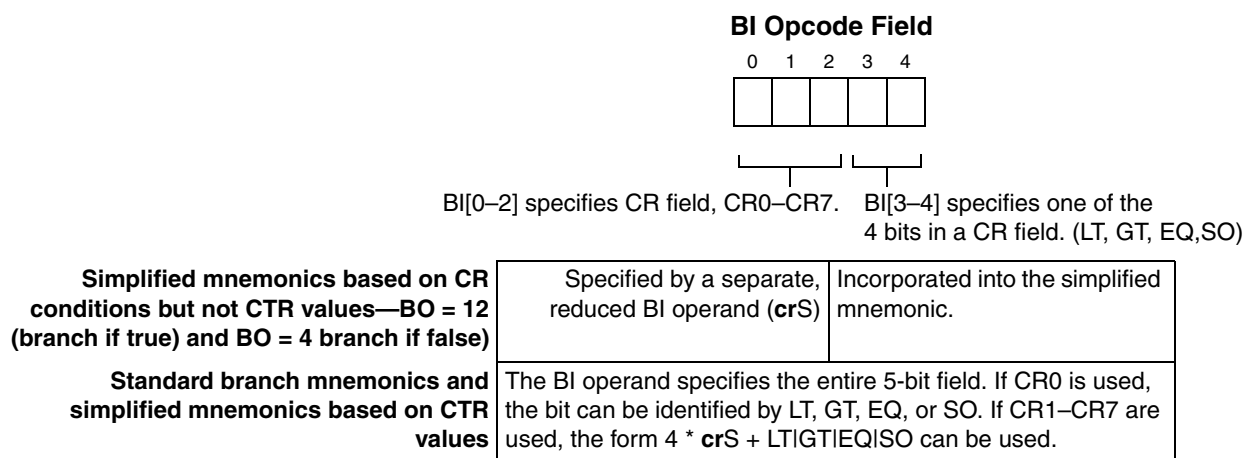 BI Opcode Field
0 1 2 3 4
BI[0–2] specifies CR field, CR0–CR7.
BI[3–4] specifies one of the
4 bits in a CR field. (LT, GT, EQ,SO)
Simplified mnemonics based on CR
conditions but not CTR values—BO = 12
(branch if true) and BO = 4 branch if false)
Specified by a separate,
reduced BI operand (crS)
Incorporated into the simplified
mnemonic.
Standard branch mnemonics and
simplified mnemonics based on CTR
values
The BI operand specifies the entire 5-bit field. If CR0 is used,
the bit can be identified by LT, GT, EQ, or SO. If CR1–CR7 are
used, the form 4 * crS + LT|GT|EQ|SO can be used.